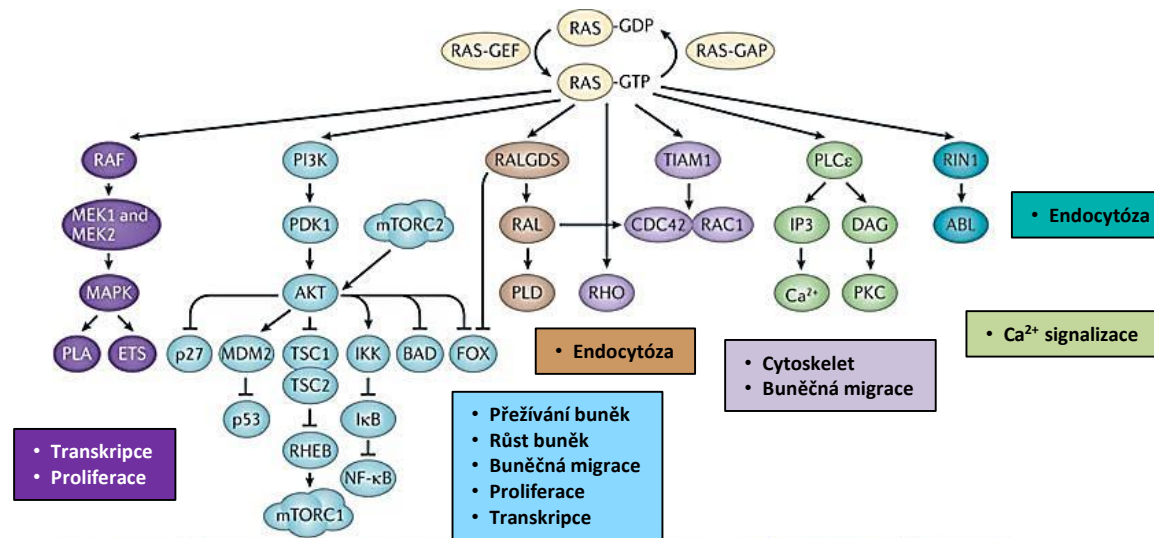 RAS -GDP
RAS-GEF
RAS-GAP
RAS -GTP
RAF
PI3K
RALGDS
TIAM1
PLCε
RIN1
MEK1 and
MEK2
PDK1
mTORC2
RAL
CDC42
RAC1
IP3
DAG
ABL
• Endocytóza
MAPK
AKT
PLD
RHO
Ca²⁺
PKC
PLA
ETS
p27
MDM2
TSC1
IKK
BAD
FOX
• Endocytóza
• Ca²⁺ signalizace
TSC2
• Cytoskelet
• Buněčná migrace
p53
IκB
• Přežívání buněk
• Růst buněk
• Buněčná migrace
• Proliferace
• Transkripce
• Transkripce
• Proliferace
RHEB
NF-κB
mTORC1